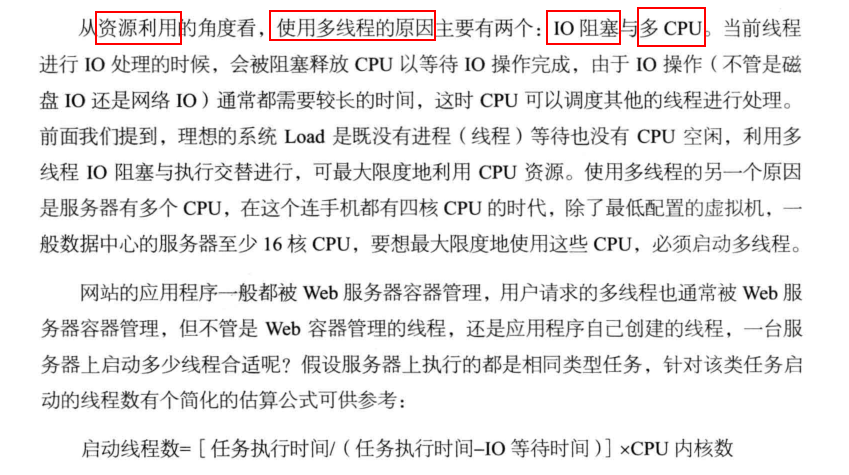 从资源利用的角度看，使用多线程的原因主要有两个：IO 阻塞与多 CPU。当前线程
进行 IO 处理的时候，会被阻塞释放 CPU 以等待 IO 操作完成，由于 IO 操作（不管是磁
盘 IO 还是网络 IO）通常都需要较长的时间，这时 CPU 可以调度其他的线程进行处理。
前面我们提到，理想的系统 Load 是既没有进程（线程）等待也没有 CPU 空闲，利用多
线程 IO 阻塞与执行交替进行，可最大限度地利用 CPU 资源。使用多线程的另一个原因
是服务器有多个 CPU，在这个连手机都有四核 CPU 的时代，除了最低配置的虚拟机，一
般数据中心的服务器至少 16 核 CPU，要想最大限度地使用这些 CPU，必须启动多线程。
网站的应用程序一般都被 Web 服务器容器管理，用户请求的多线程也通常被 Web 服
务器容器管理，但不管是 Web 容器管理的线程，还是应用程序自己创建的线程，一台服
务器上启动多少线程合适呢？假设服务器上执行的都是相同类型任务，针对该类任务启
动的线程数有个简化的估算公式可供参考：
启动线程数=［任务执行时间/（任务执行时间−IO 等待时间）］×CPU 内核数